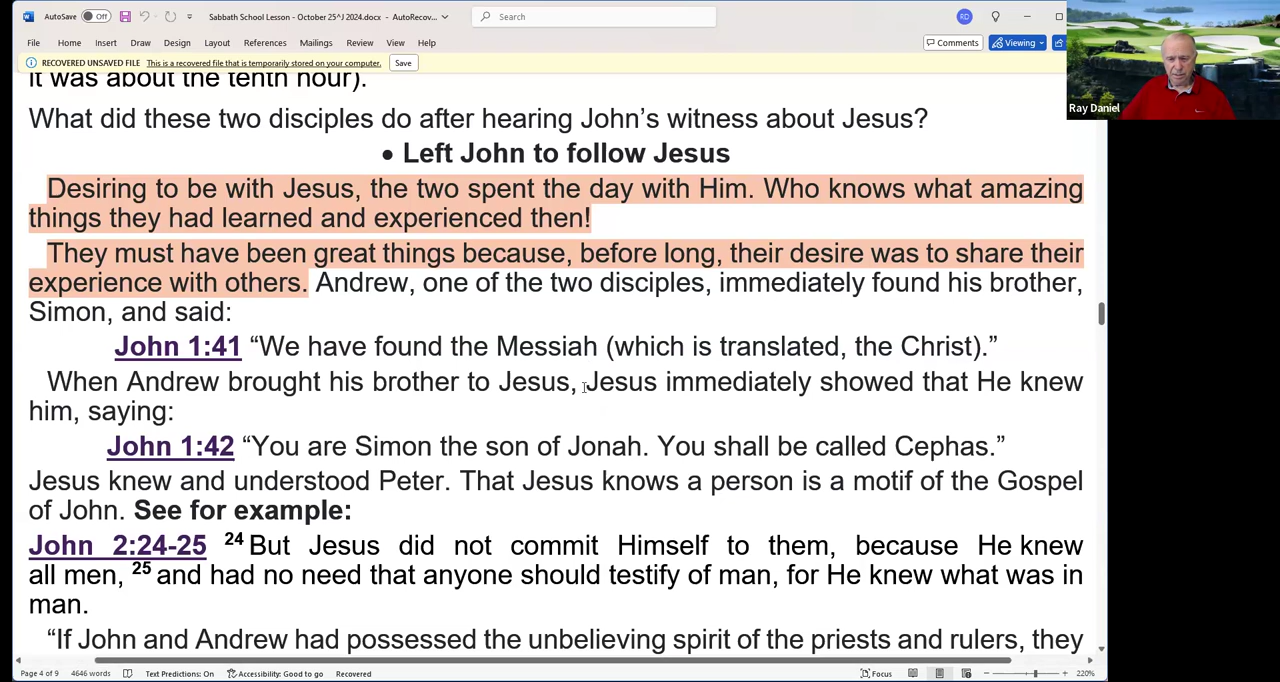 AutoSave Off Sabbath School Lesson - October 25^J 2024.docx - AutoRecov... Search RD
File Home Insert Draw Design Layout References Mailings Review View Help Comments Viewing
RECOVERED UNSAVED FILE This is a recovered file that is temporarily stored on your computer. Save
Ray Daniel
it was about the tenth hour).
What did these two disciples do after hearing John’s witness about Jesus?
• Left John to follow Jesus
Desiring to be with Jesus, the two spent the day with Him. Who knows what amazing
things they had learned and experienced then!
They must have been great things because, before long, their desire was to share their
experience with others. Andrew, one of the two disciples, immediately found his brother,
Simon, and said:
John 1:41 “We have found the Messiah (which is translated, the Christ).”
When Andrew brought his brother to Jesus, Jesus immediately showed that He knew
him, saying:
John 1:42 “You are Simon the son of Jonah. You shall be called Cephas.”
Jesus knew and understood Peter. That Jesus knows a person is a motif of the Gospel
of John. See for example:
John 2:24-25 24 But Jesus did not commit Himself to them, because He knew
all men, 25 and had no need that anyone should testify of man, for He knew what was in
man.
“If John and Andrew had possessed the unbelieving spirit of the priests and rulers, they
Page 4 of 9 4646 words Text Predictions: On Accessibility: Good to go Recovered Focus 220%